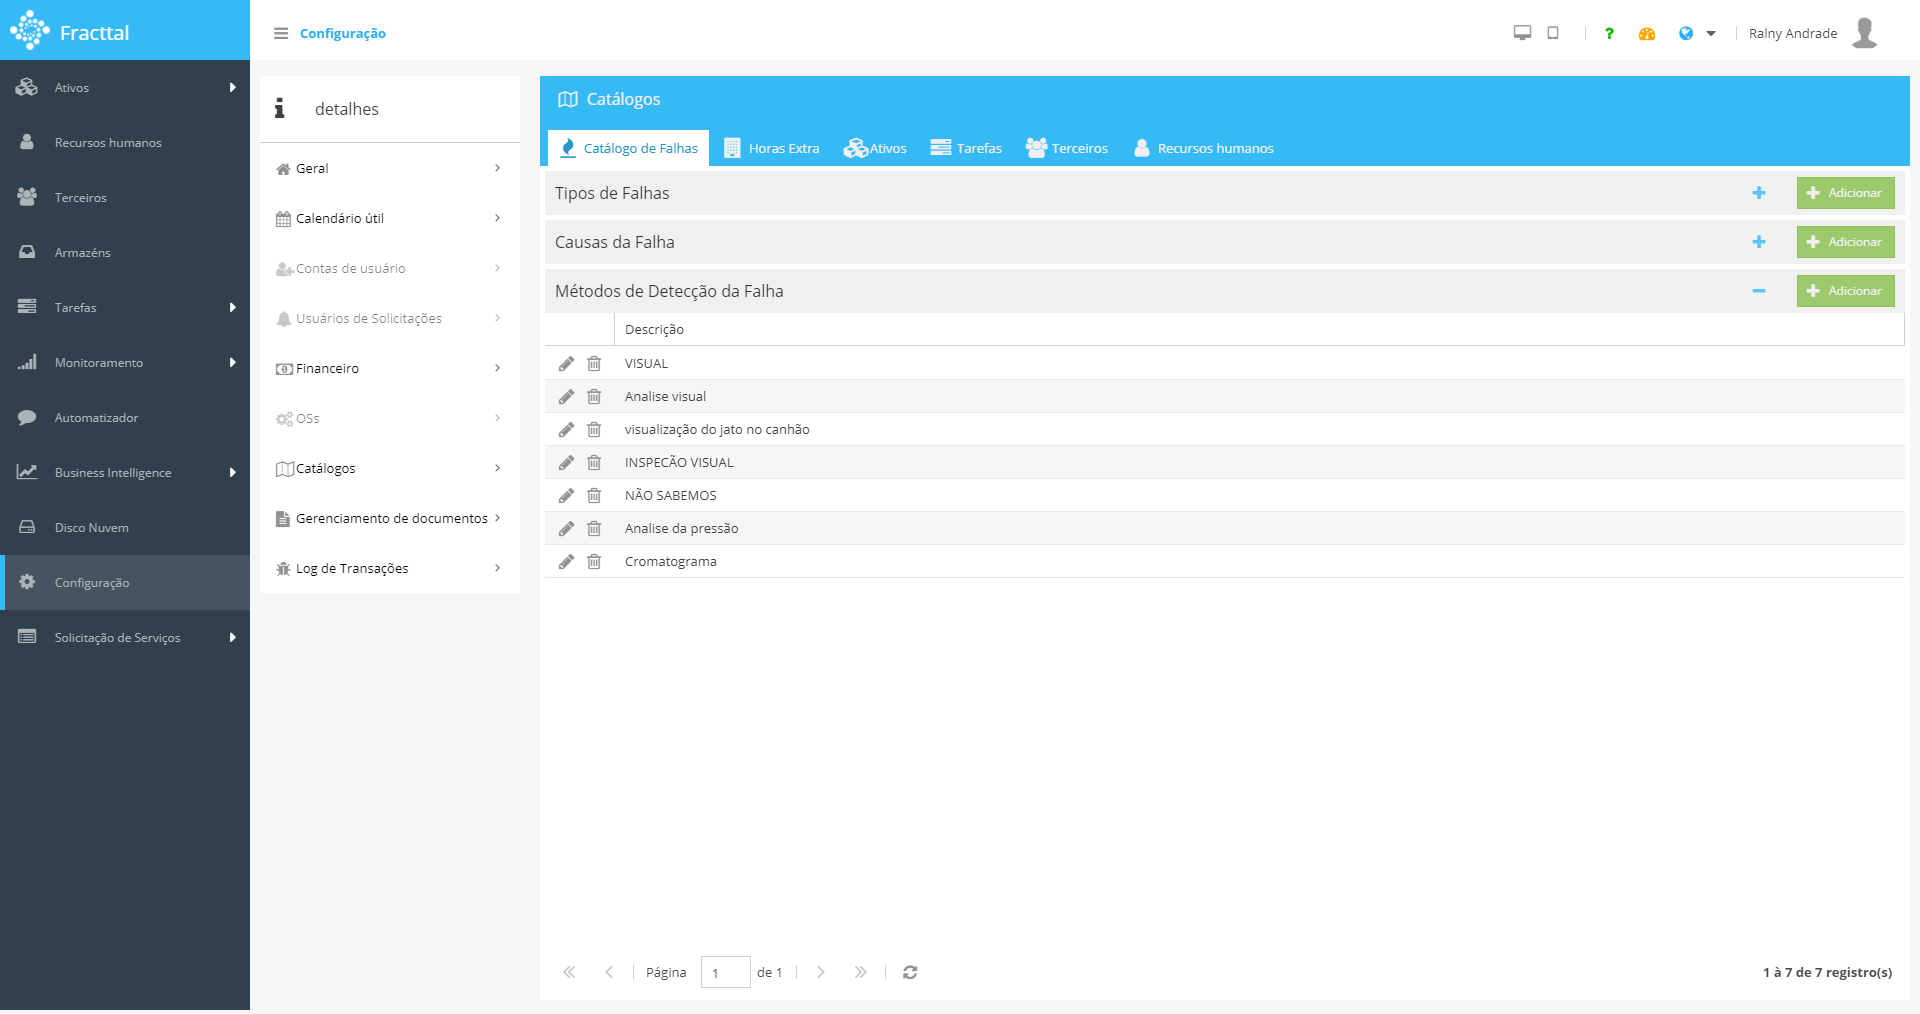 Fracttal
Configuração
?
Ralny Andrade
Ativos
Recursos humanos
Terceiros
Armazéns
Tarefas
Monitoramento
Automatizador
Business Intelligence
Disco Nuvem
Configuração
Solicitação de Serviços
detalhes
Geral
Calendário útil
Contas de usuário
Usuários de Solicitações
Financeiro
OSs
Catálogos
Gerenciamento de documentos
Log de Transações
Catálogos
Catálogo de Falhas Horas Extra Ativos Tarefas Terceiros Recursos humanos
Tipos de Falhas Adicionar
Causas da Falha Adicionar
Métodos de Detecção da Falha Adicionar
Descrição
VISUAL
Analise visual
visualização do jato no canhão
INSPECÃO VISUAL
NÃO SABEMOS
Analise da pressão
Cromatograma
Página 1 de 1
1 à 7 de 7 registro(s)